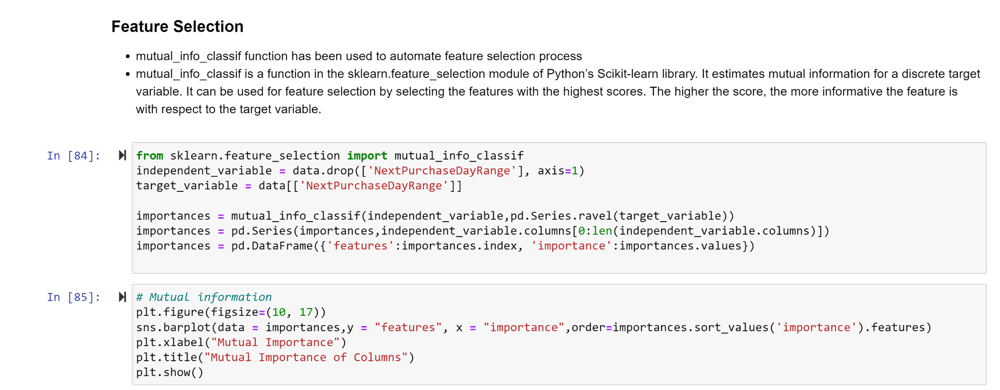 Feature Selection
• mutual_info_classif function has been used to automate feature selection process
• mutual_info_classif is a function in the sklearn.feature_selection module of Python’s Scikit-learn library. It estimates mutual information for a discrete target
variable. It can be used for feature selection by selecting the features with the highest scores. The higher the score, the more informative the feature is
with respect to the target variable.
In [84]:
from sklearn.feature_selection import mutual_info_classif
independent_variable = data.drop(['NextPurchaseDayRange'], axis=1)
target_variable = data[['NextPurchaseDayRange']]
importances = mutual_info_classif(independent_variable,pd.Series.ravel(target_variable))
importances = pd.Series(importances,independent_variable.columns[0:len(independent_variable.columns)])
importances = pd.DataFrame({'features':importances.index, 'importance':importances.values})
In [85]:
# Mutual information
plt.figure(figsize=(10, 17))
sns.barplot(data = importances,y = "features", x = "importance",order=importances.sort_values('importance').features)
plt.xlabel("Mutual Importance")
plt.title("Mutual Importance of Columns")
plt.show()